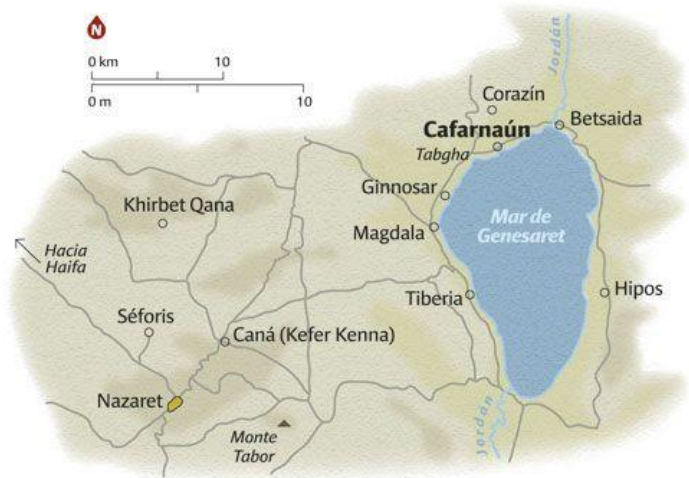 N
0 km 10
0 m 10
Jordán
Corazín
Betsaida
Cafarnaún
Tabgha
Ginnosar
Khirbet Qana
Mar de
Genesaret
Magdala
Hacia
Haifa
Tiberia
Hipos
Séforis
Caná (Kefer Kenna)
Nazaret
Monte
Tabor
Jordán